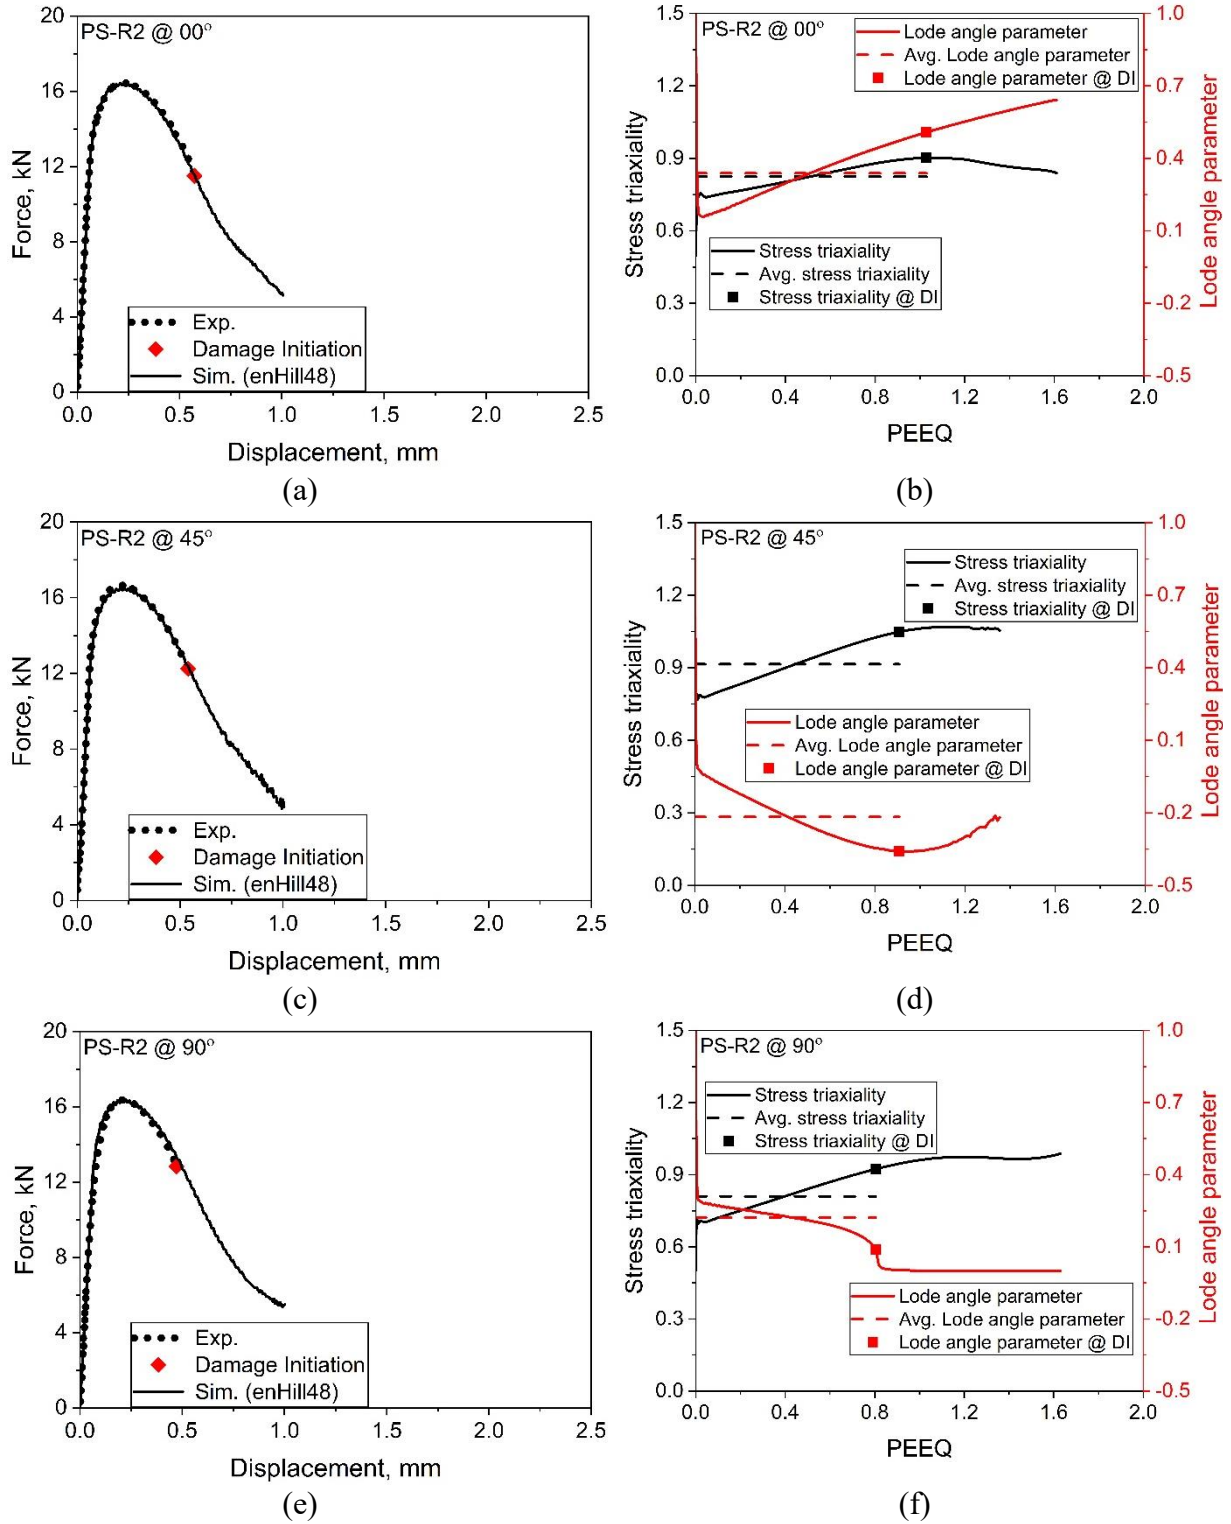 PS-R2 @ 00°
Force, kN
20
16
12
8
4
0
Exp.
Damage Initiation
Sim. (enHill48)
0.0 0.5 1.0 1.5 2.0 2.5
Displacement, mm
(a)
PS-R2 @ 00°
Stress triaxiality
1.5
1.2
0.9
0.6
0.3
0.0
Lode angle parameter
Avg. Lode angle parameter
Lode angle parameter @ DI
Stress triaxiality
Avg. stress triaxiality
Stress triaxiality @ DI
1.0
0.7
0.4
0.1
-0.2
-0.5
Lode angle parameter
0.0 0.4 0.8 1.2 1.6 2.0
PEEQ
(b)
PS-R2 @ 45°
Force, kN
20
16
12
8
4
0
Exp.
Damage Initiation
Sim. (enHill48)
0.0 0.5 1.0 1.5 2.0 2.5
Displacement, mm
(c)
PS-R2 @ 45°
Stress triaxiality
1.5
1.2
0.9
0.6
0.3
0.0
Stress triaxiality
Avg. stress triaxiality
Stress triaxiality @ DI
Lode angle parameter
Avg. Lode angle parameter
Lode angle parameter @ DI
1.0
0.7
0.4
0.1
-0.2
-0.5
Lode angle parameter
0.0 0.4 0.8 1.2 1.6 2.0
PEEQ
(d)
PS-R2 @ 90°
Force, kN
20
16
12
8
4
0
Exp.
Damage Initiation
Sim. (enHill48)
0.0 0.5 1.0 1.5 2.0 2.5
Displacement, mm
(e)
PS-R2 @ 90°
Stress triaxiality
1.5
1.2
0.9
0.6
0.3
0.0
Stress triaxiality
Avg. stress triaxiality
Stress triaxiality @ DI
Lode angle parameter
Avg. Lode angle parameter
Lode angle parameter @ DI
1.0
0.7
0.4
0.1
-0.2
-0.5
Lode angle parameter
0.0 0.4 0.8 1.2 1.6 2.0
PEEQ
(f)